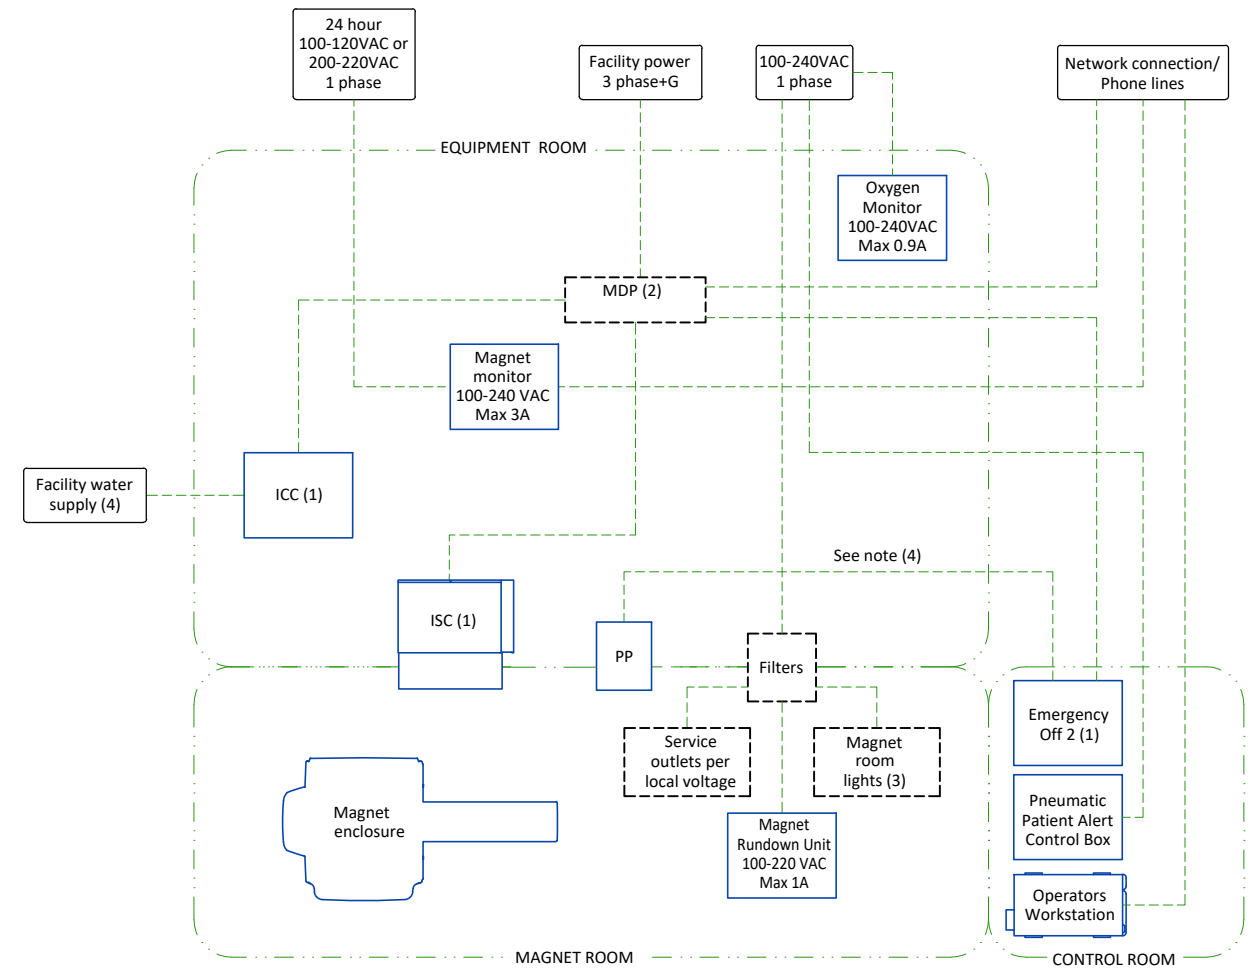 24 hour
100-120VAC or
200-220VAC
1 phase
Facility power
3 phase+G
100-240VAC
1 phase
Network connection/
Phone lines
EQUIPMENT ROOM
Oxygen
Monitor
100-240VAC
Max 0.9A
MDP (2)
Magnet
monitor
100-240 VAC
Max 3A
Facility water
supply (4)
ICC (1)
See note (4)
ISC (1)
PP
Filters
Service
outlets per
local voltage
Magnet
room
lights (3)
Magnet
enclosure
Magnet
Rundown Unit
100-220 VAC
Max 1A
Emergency
Off 2 (1)
Pneumatic
Patient Alert
Control Box
Operators
Workstation
MAGNET ROOM
CONTROL ROOM